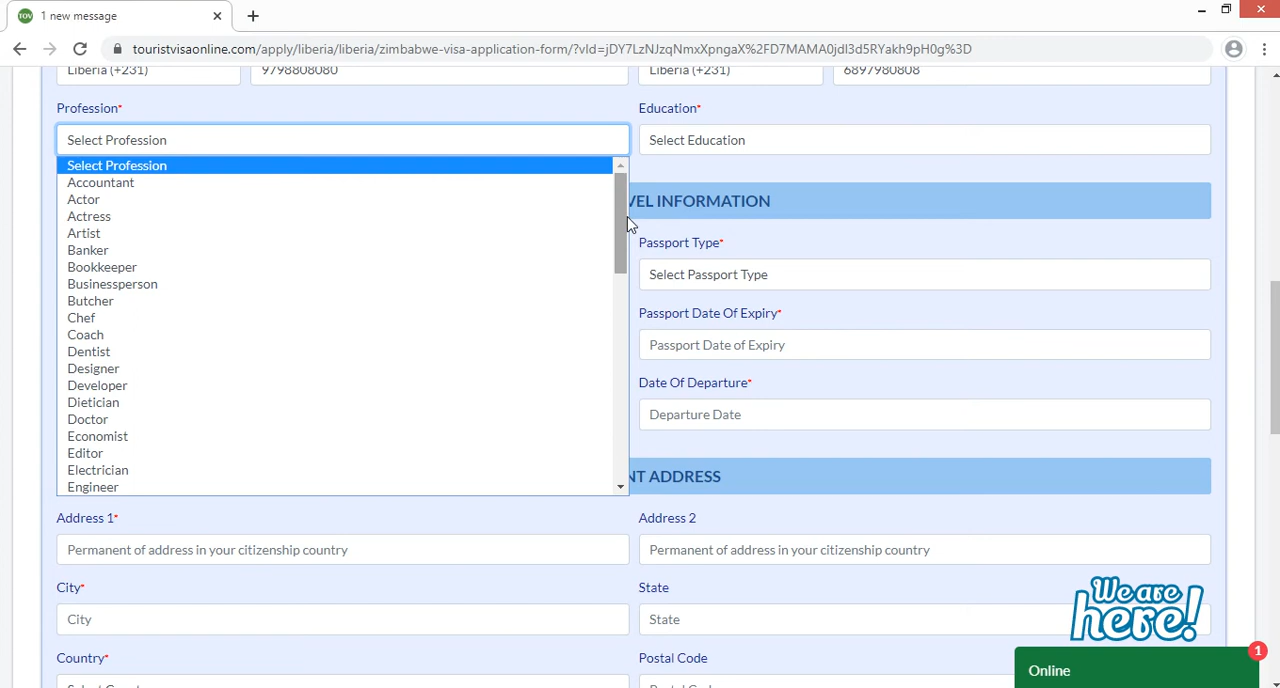 TOV 1 new message
touristvisaonline.com/apply/liberia/liberia/zimbabwe-visa-application-form/?vId=jDY7LzNJzqNmxXpngaX%2FD7MAMA0jdI3d5RYakh9pH0g%3D
Liberia (+231) 9798808080 Liberia (+231) 6897980808
Profession* Education*
Select Profession Select Education
Select Profession
Accountant
Actor
Actress
Artist
Banker
Bookkeeper
Businessperson
Butcher
Chef
Coach
Dentist
Designer
Developer
Dietician
Doctor
Economist
Editor
Electrician
Engineer
VEL INFORMATION
Passport Type*
Select Passport Type
Passport Date Of Expiry*
Passport Date of Expiry
Date Of Departure*
Departure Date
NT ADDRESS
Address 1* Address 2
Permanent of address in your citizenship country Permanent of address in your citizenship country
City* State
City State
We are here!
Country* Postal Code
1
Online